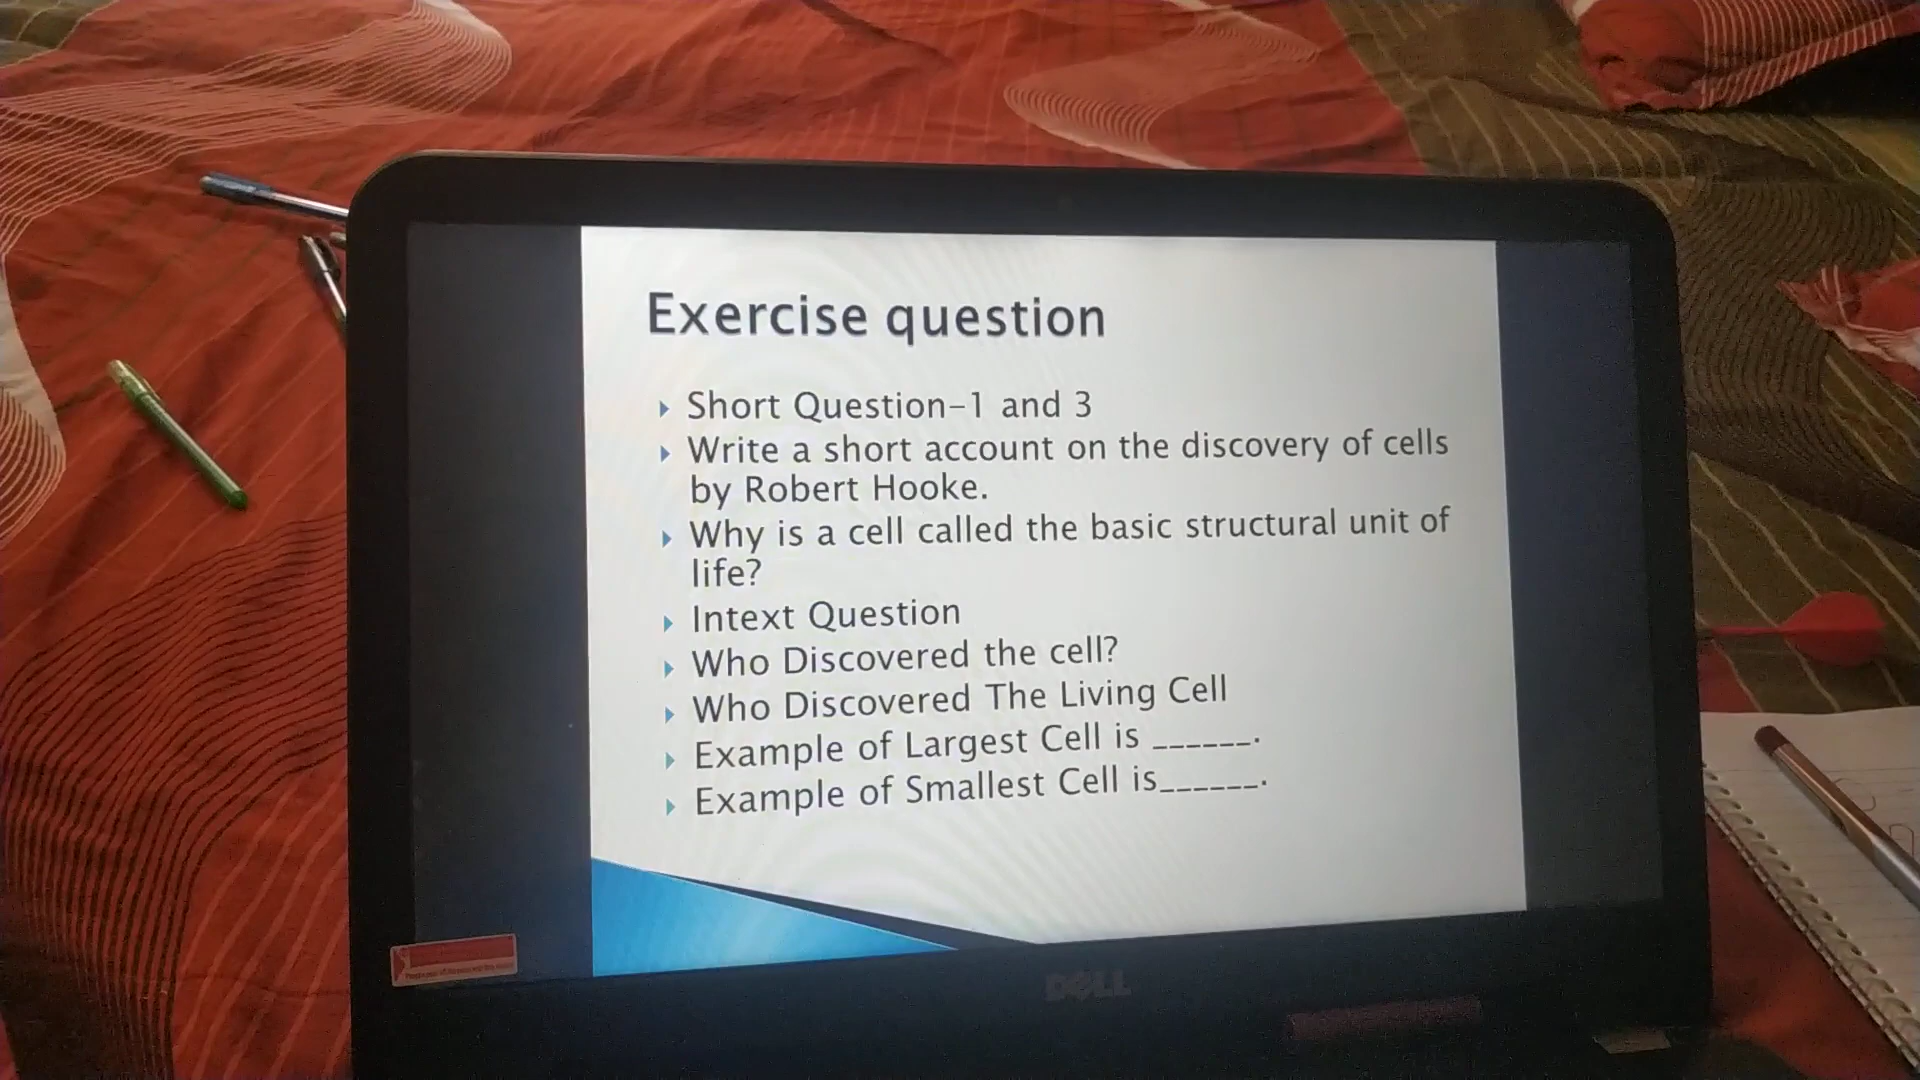 Exercise question
Short Question-1 and 3
Write a short account on the discovery of cells
by Robert Hooke.
Why is a cell called the basic structural unit of
life?
Intext Question
Who Discovered the cell?
Who Discovered The Living Cell
Example of Largest Cell is ______.
Example of Smallest Cell is______.
DELL